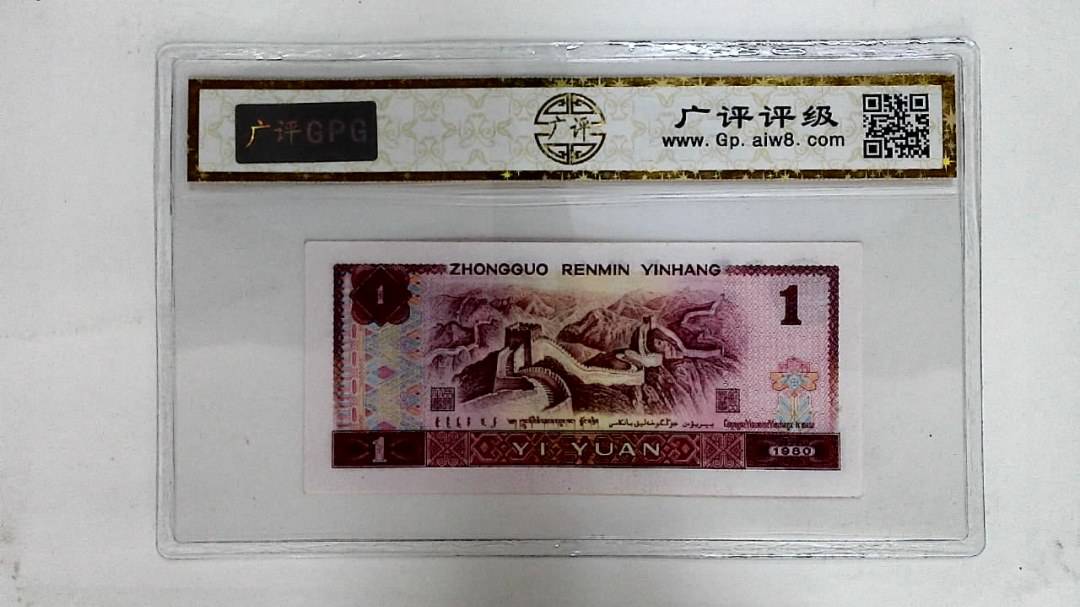 广评GPG
广评
广评评级
www. Gp. aiw8. com
ZHONGGUO RENMIN YINHANG
1
1
1
YI YUAN
1980